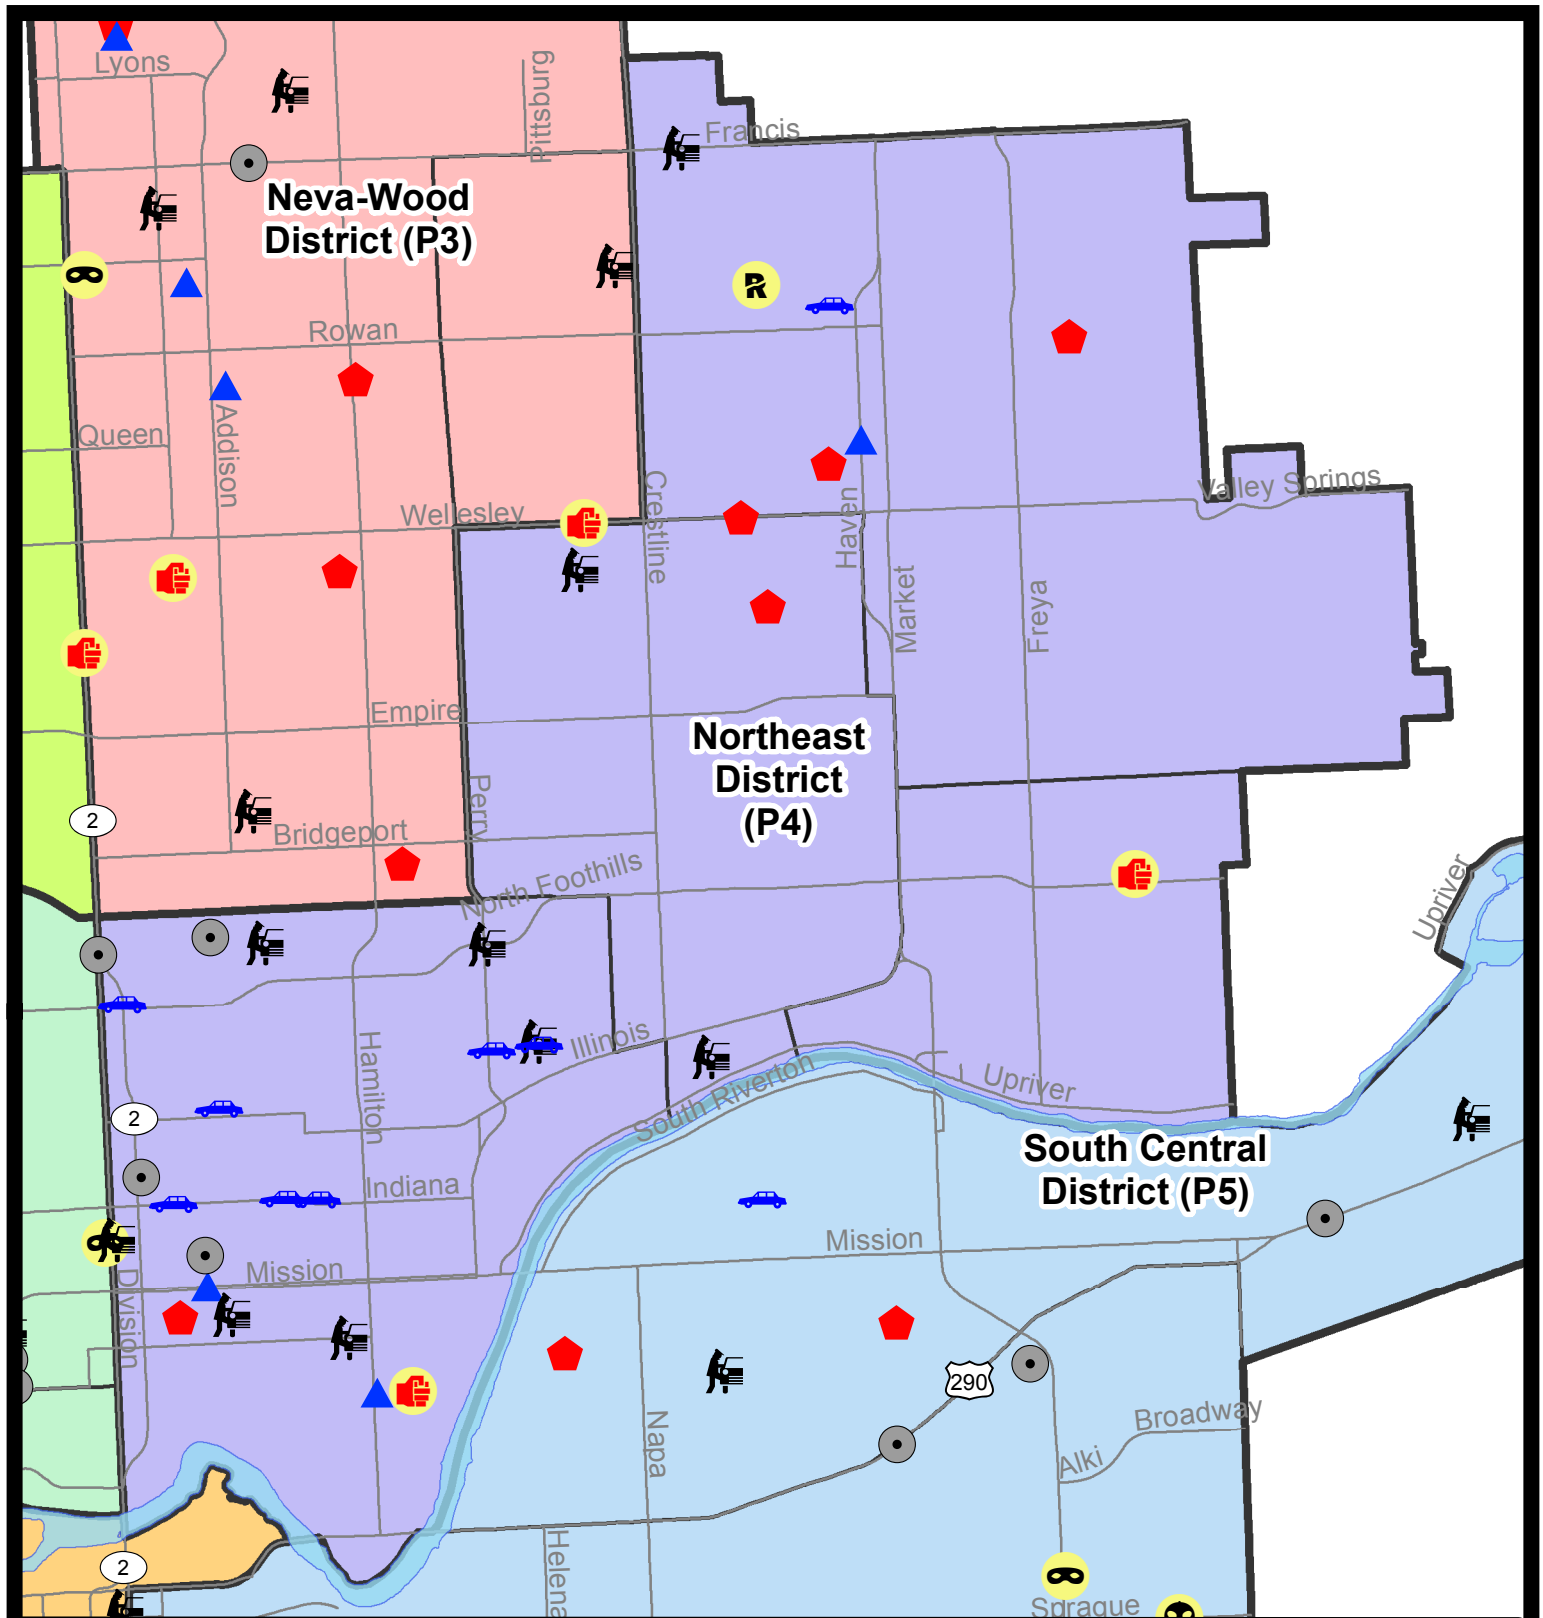 Lyons
Pittsburg
Francis
Neva-Wood
District (P3)
R
Rowan
Queen
Addison
Wellesley
Crestline
Haven
Valley Springs
Market
Freya
Empire
Northeast
District
(P4)
Perry
2
Bridgeport
North Foothills
Upriver
Hamilton
Illinois
South Riverton
Upriver
2
South Central
District (P5)
Indiana
Mission
Mission
Division
290
Napa
Broadway
Alki
Helena
2
Sprague